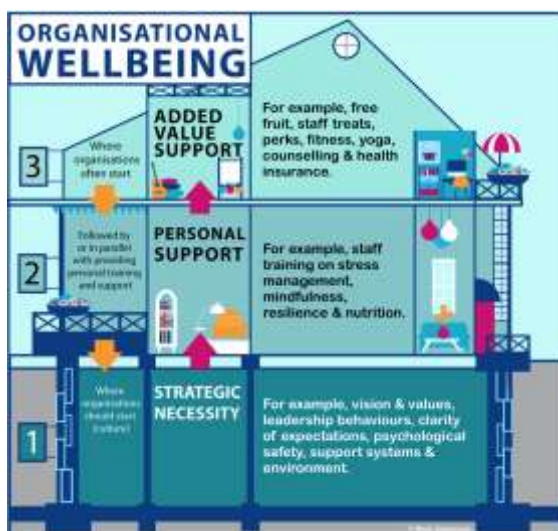 ORGANISATIONAL
WELLBEING
3
Where
organisations
often start
ADDED
VALUE
SUPPORT
For example, free
fruit, staff treats,
perks, fitness, yoga,
counselling & health
insurance.
2
Followed by
or in parallel
with providing
personal training
and support
PERSONAL
SUPPORT
For example, staff
training on stress
management,
mindfulness,
resilience & nutrition.
1
Where
organisations
should start
(culture)
STRATEGIC
NECESSITY
For example, vision & values,
leadership behaviours, clarity
of expectations, psychological
safety, support systems &
environment.